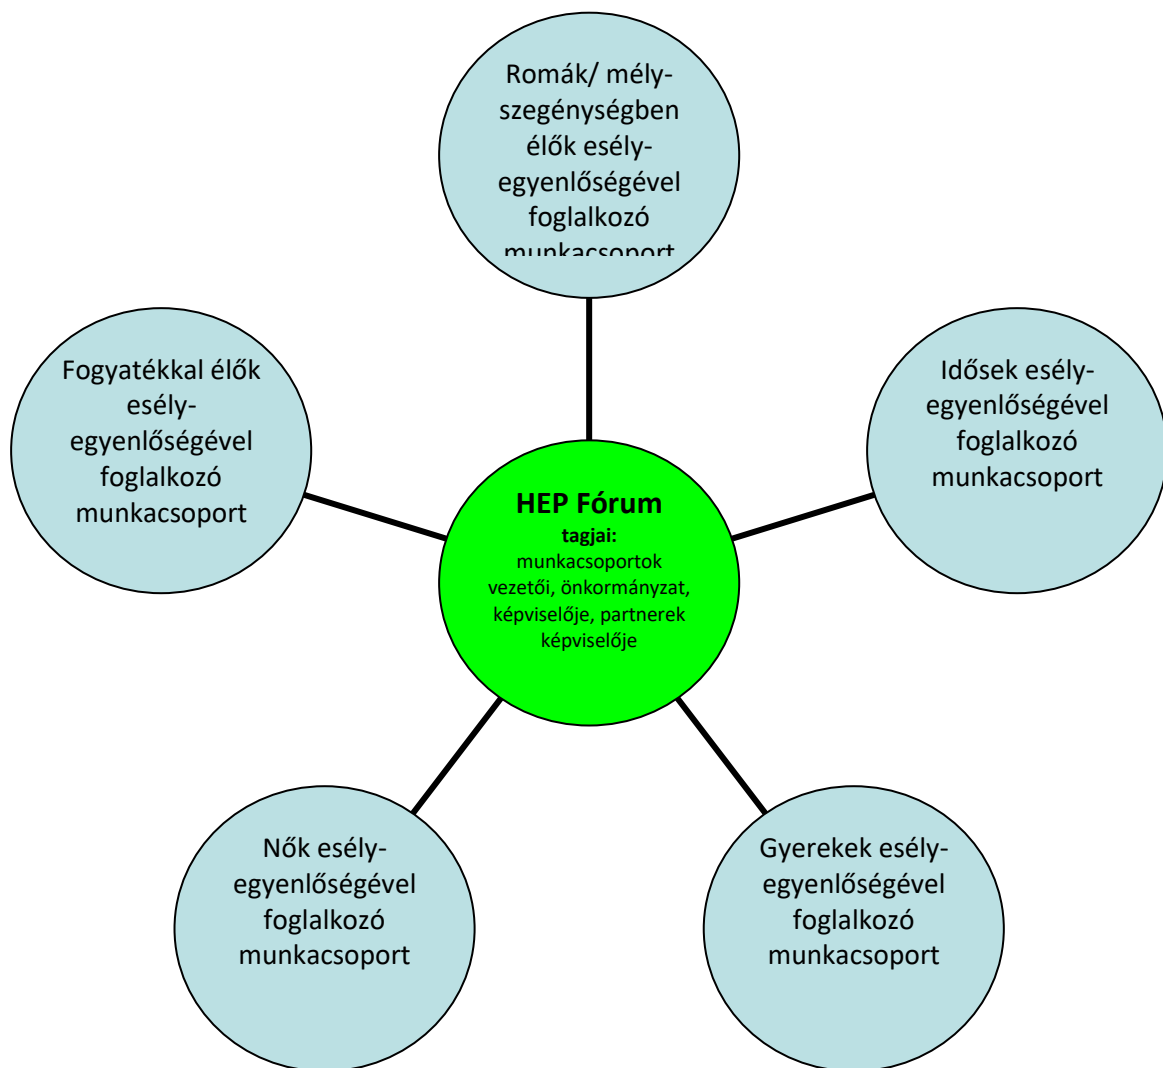 Romák/ mély-
szegénységben
élők esély-
egyenlőségével
foglalkozó
munkacsoport
Fogyatékkal élők
esély-
egyenlőségével
foglalkozó
munkacsoport
Idősek esély-
egyenlőségével
foglalkozó
munkacsoport
HEP Fórum
tagjai:
munkacsoportok
vezetői, önkormányzat,
képviselője, partnerek
képviselője
Nők esély-
egyenlőségével
foglalkozó
munkacsoport
Gyerekek esély-
egyenlőségével
foglalkozó
munkacsoport